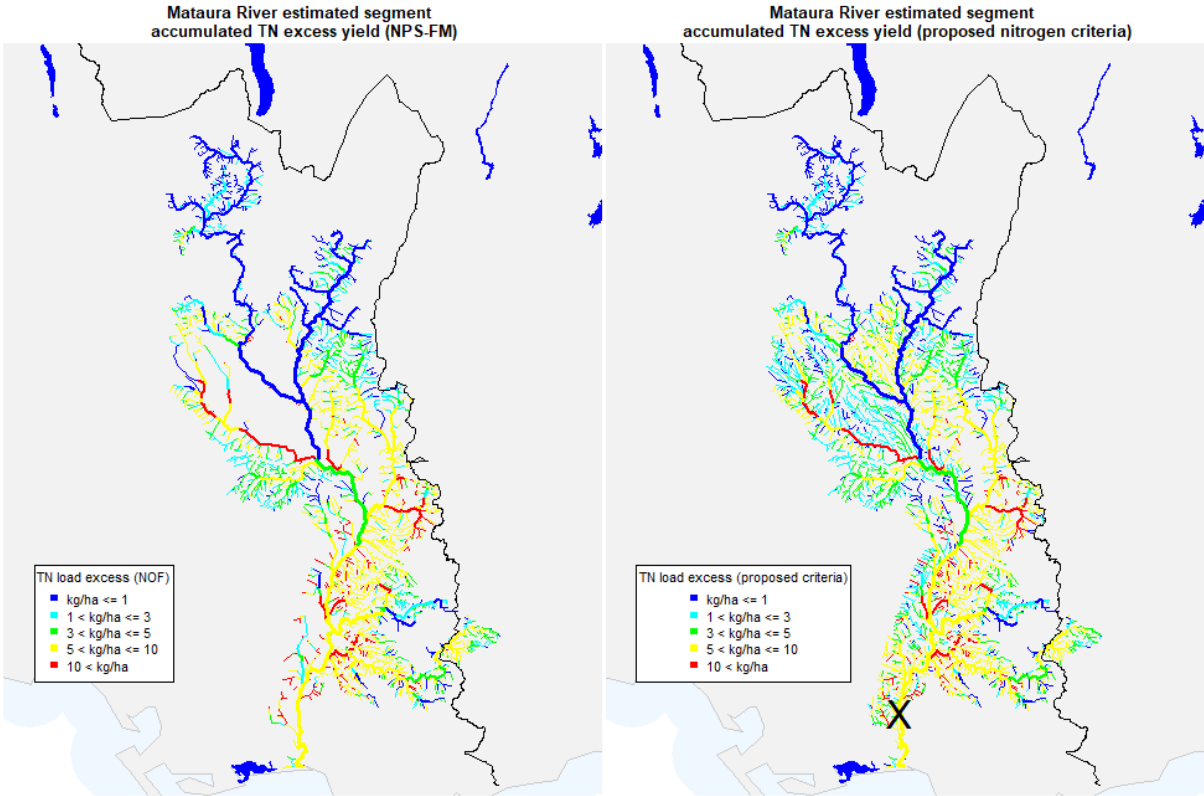 Mataura River estimated segment
accumulated TN excess yield (NPS-FM)
TN load excess (NOF)
kg/ha <= 1
1 < kg/ha <= 3
3 < kg/ha <= 5
5 < kg/ha <= 10
10 < kg/ha
Mataura River estimated segment
accumulated TN excess yield (proposed nitrogen criteria)
TN load excess (proposed criteria)
kg/ha <= 1
1 < kg/ha <= 3
3 < kg/ha <= 5
5 < kg/ha <= 10
10 < kg/ha
X